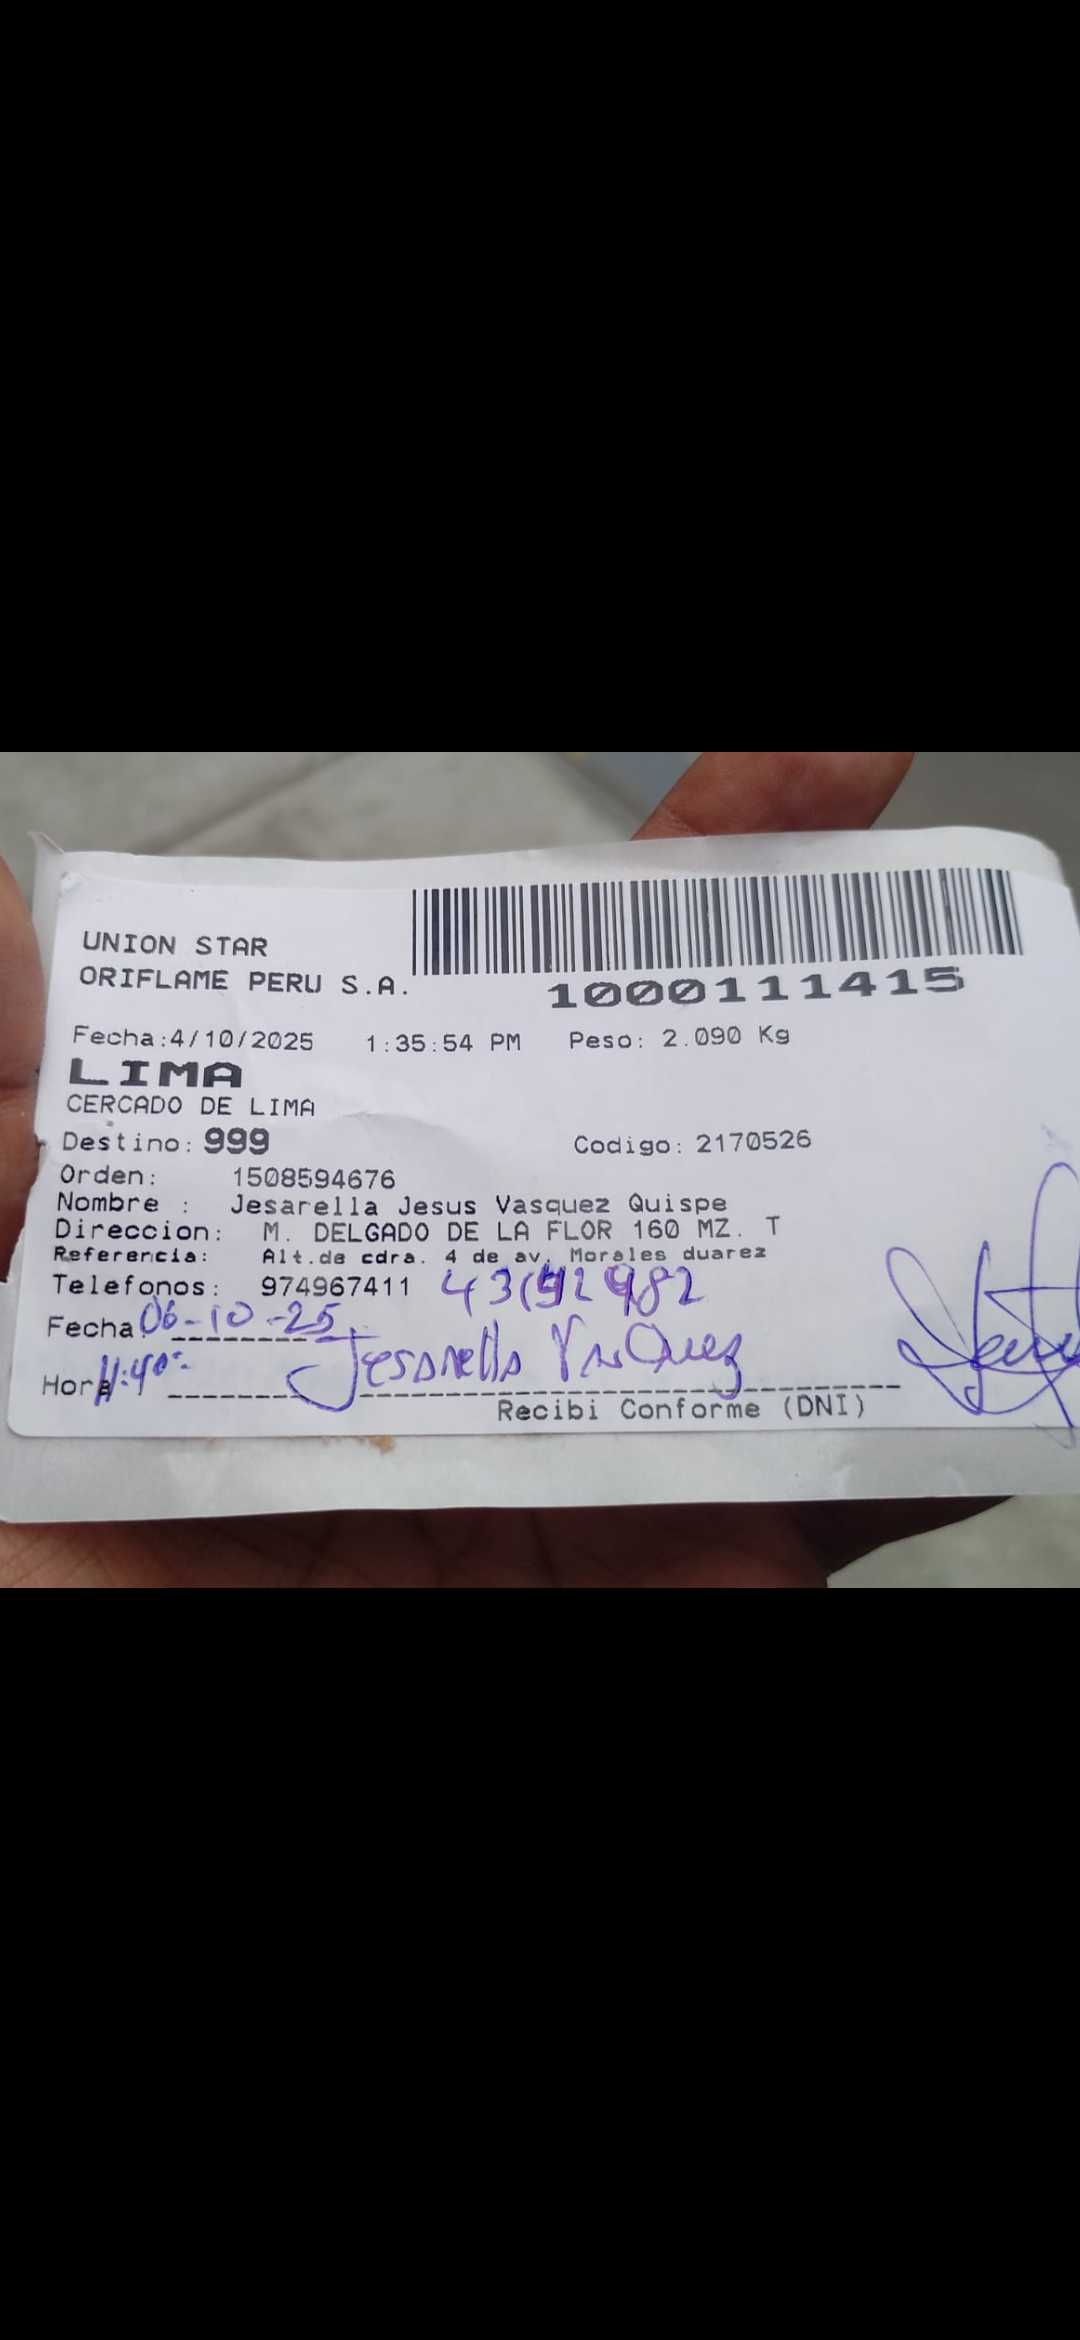 UNION STAR
ORIFLAME PERU S.A.
1000111415
Fecha:4/10/2025 1:35:54 PM Peso: 2.090 Kg
LIMA
CERCADO DE LIMA
Destino: 999 Codigo: 2170526
Orden: 1508594676
Nombre : Jesarella Jesus Vasquez Quispe
Direccion: M. DELGADO DE LA FLOR 160 MZ. T
Referencia: Alt.de cdra. 4 de av. Morales duarez
Telefonos: 974967411
Fecha: 06-10-25
Jesarella Vasquez
Hora 11:40
Recibi Conforme (DNI)